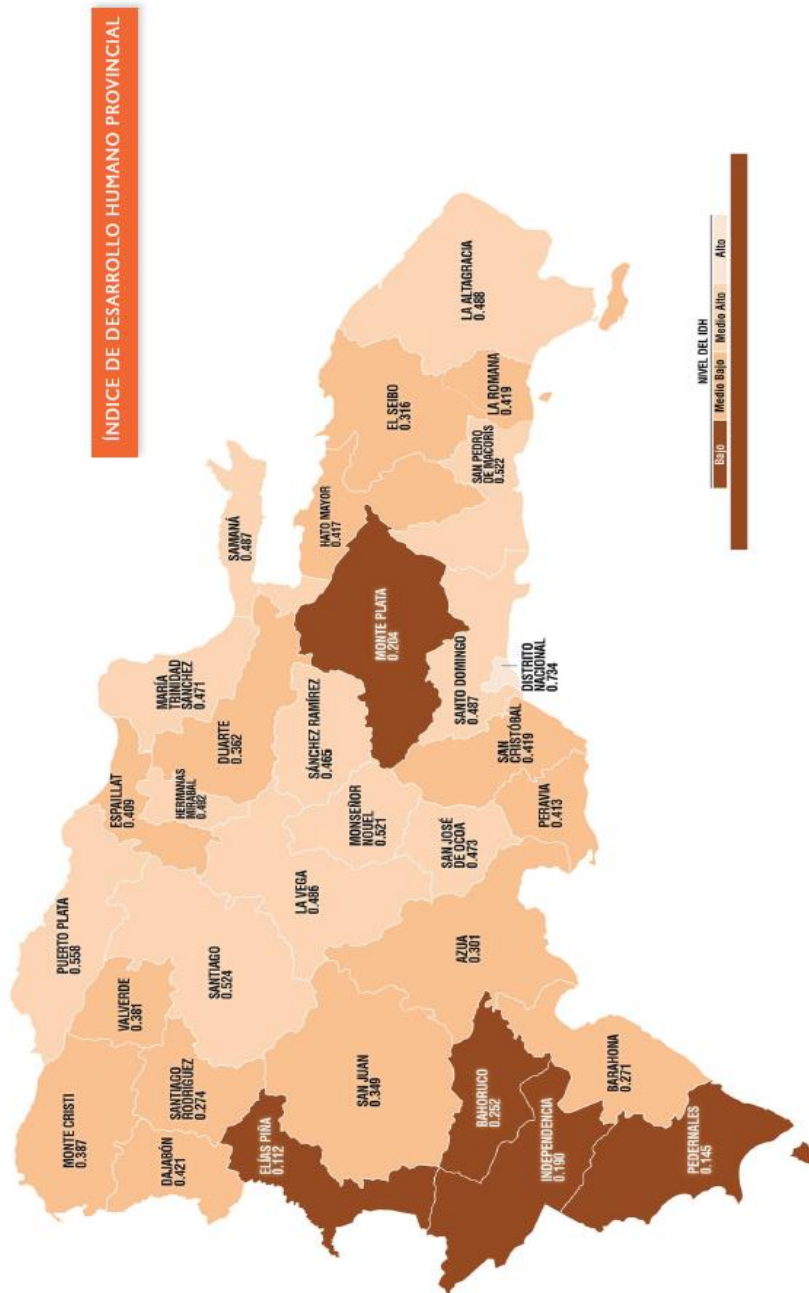 ÍNDICE DE DESARROLLO HUMANO PROVINCIAL
PUERTO PLATA
0.558
ESPAILLAT
0.409
MARÍA
TRINIDAD
SÁNCHEZ
0.471
SAMANÁ
0.487
MONTE CRISTI
0.387
VALVERDE
0.381
HERMANAS
MIRABAL
0.492
DUARTE
0.362
DAJABÓN
0.421
SANTIAGO
RODRÍGUEZ
0.274
SANTIAGO
0.524
LA VEGA
0.486
SÁNCHEZ RAMÍREZ
0.465
HATO MAYOR
0.417
EL SEIBO
0.316
LA ALTAGRACIA
0.488
ELÍAS PIÑA
0.112
SAN JUAN
0.349
MONSEÑOR
NOUEL
0.521
MONTE PLATA
0.204
SAN PEDRO
DE MACORÍS
0.522
LA ROMANA
0.419
AZUA
0.301
SAN JOSÉ
DE OCOA
0.473
SANTO DOMINGO
0.487
BAHORUCO
0.252
PERAVIA
0.413
SAN
CRISTÓBAL
0.419
DISTRITO
NACIONAL
0.734
INDEPENDENCIA
0.190
BARAHONA
0.271
PEDERNALES
0.145
NIVEL DEL IDH
Bajo Medio Bajo Medio Alto Alto